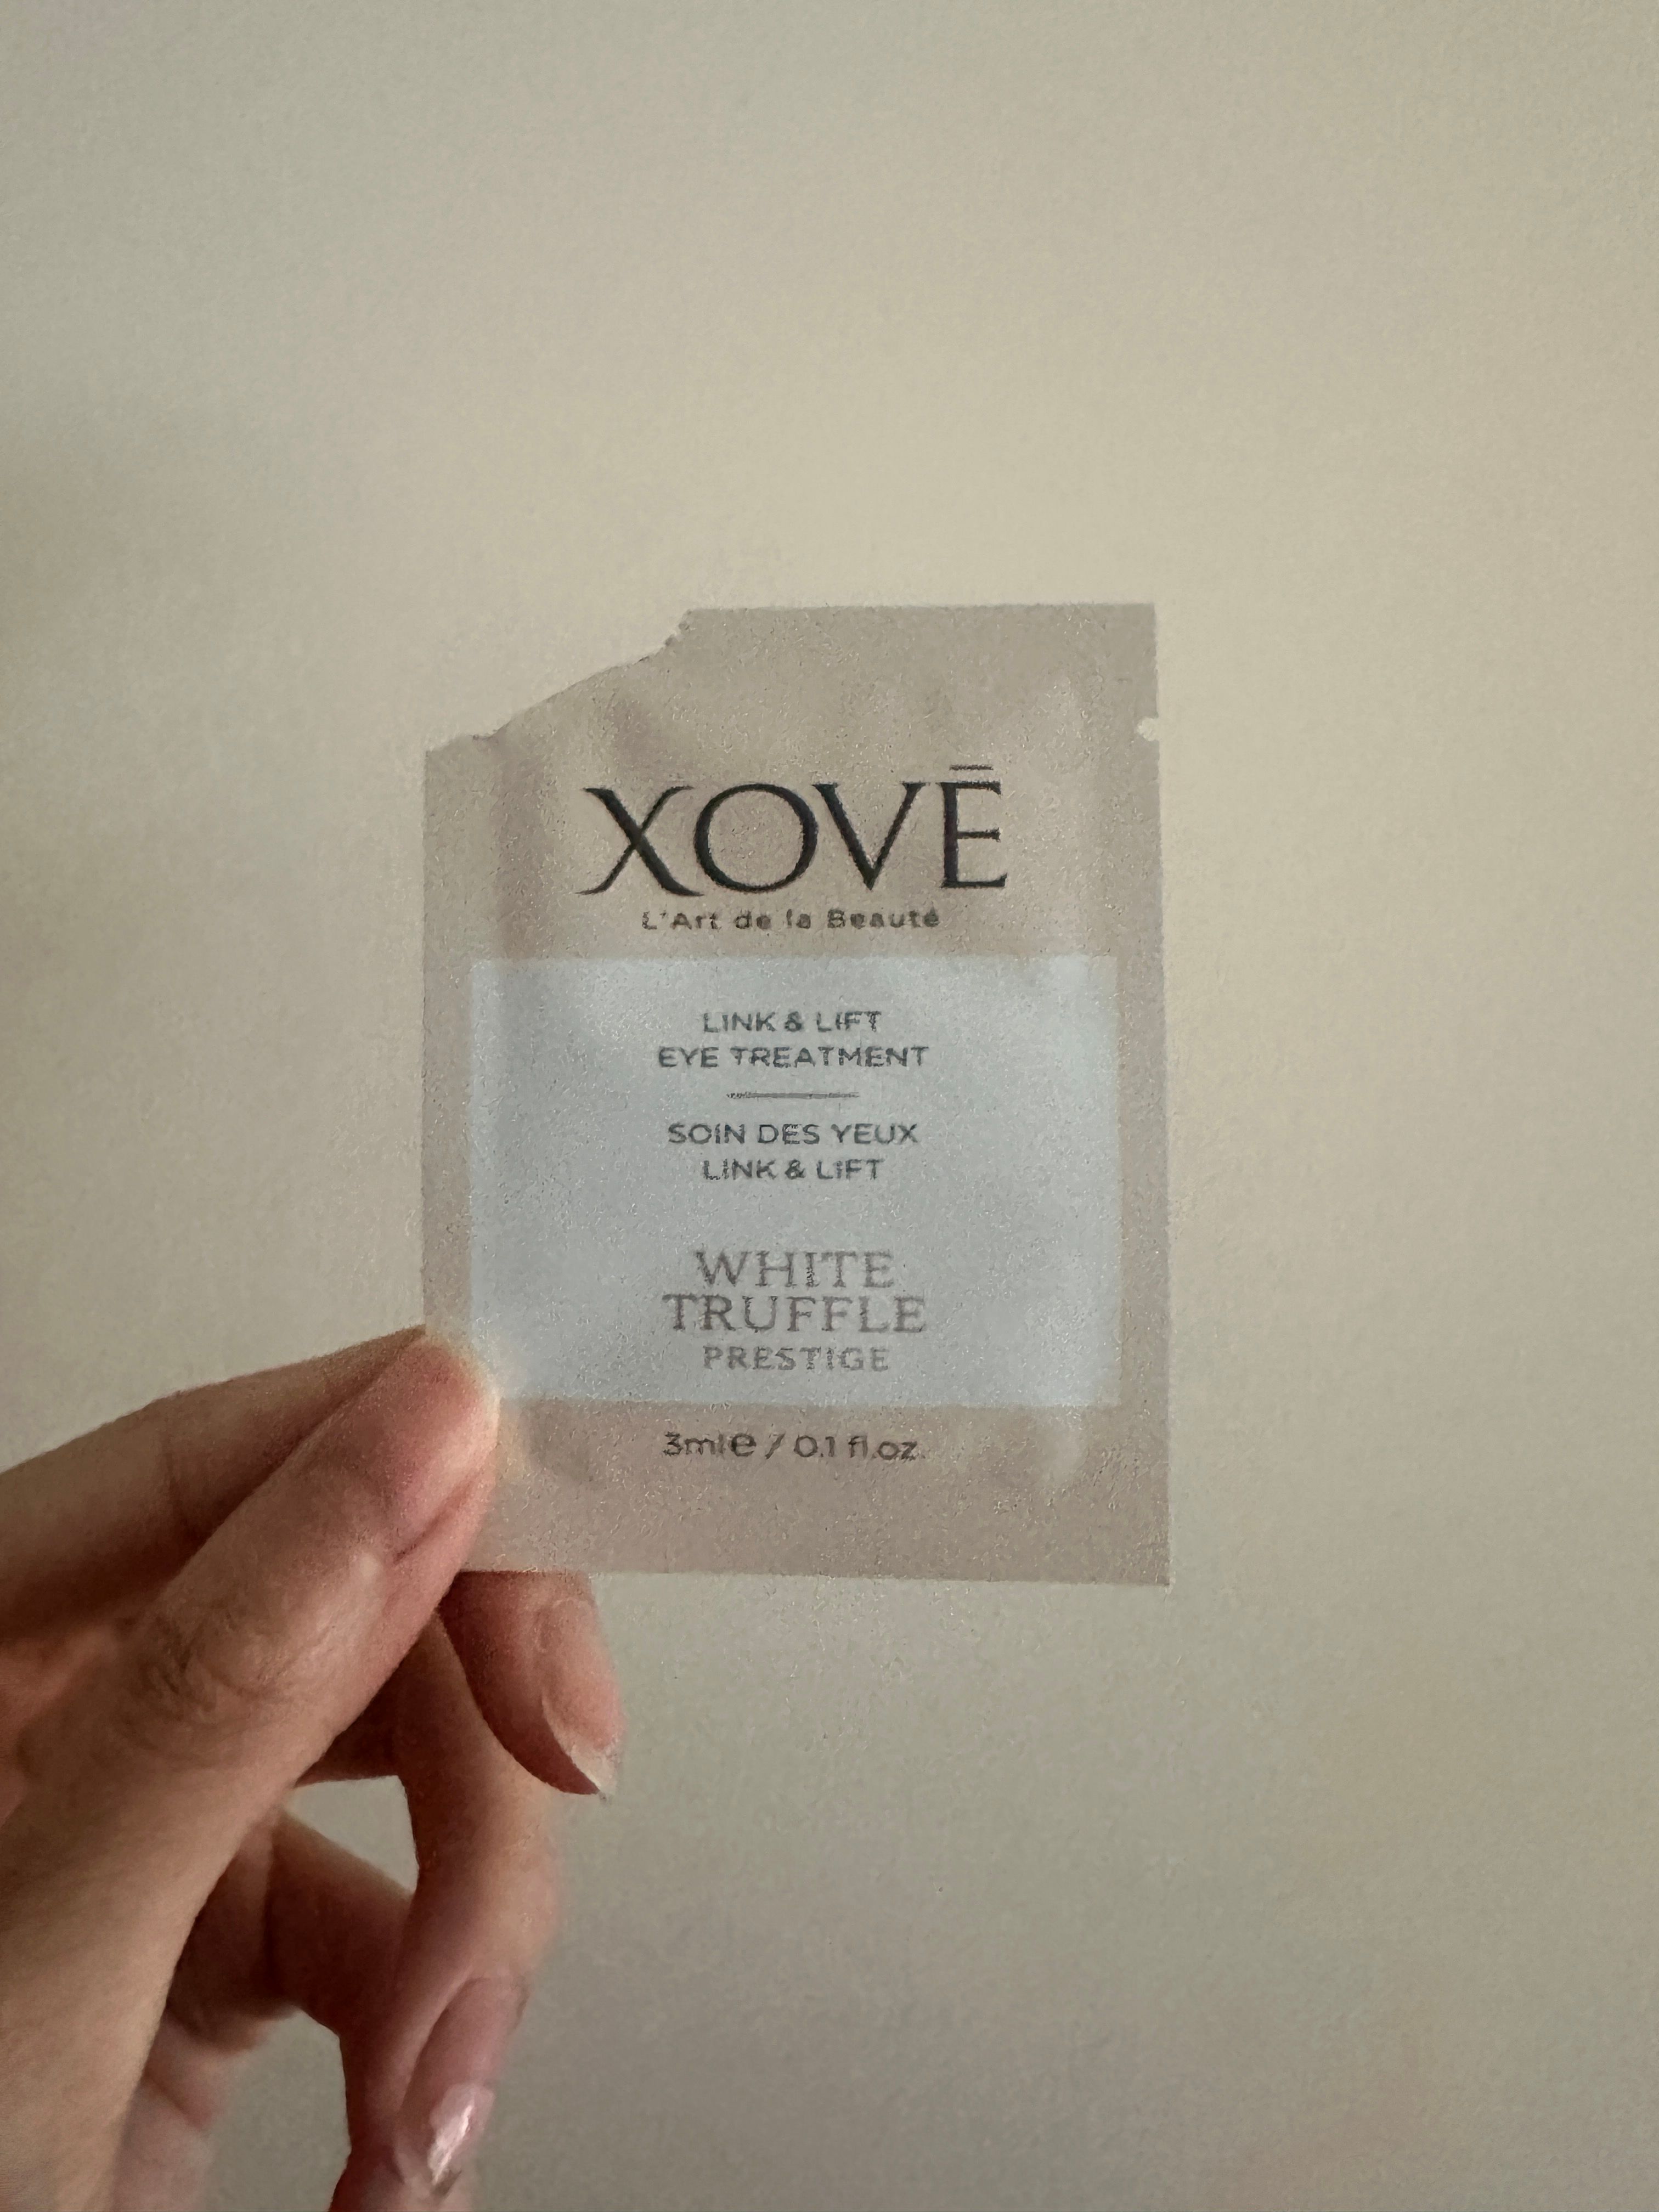 XOVĒ
L'Art de la Beauté
LINK & LIFT
EYE TREATMENT
SOIN DES YEUX
LINK & LIFT
WHITE
TRUFFLE
PRESTIGE
3ml℮ / 0.1 fl.oz.